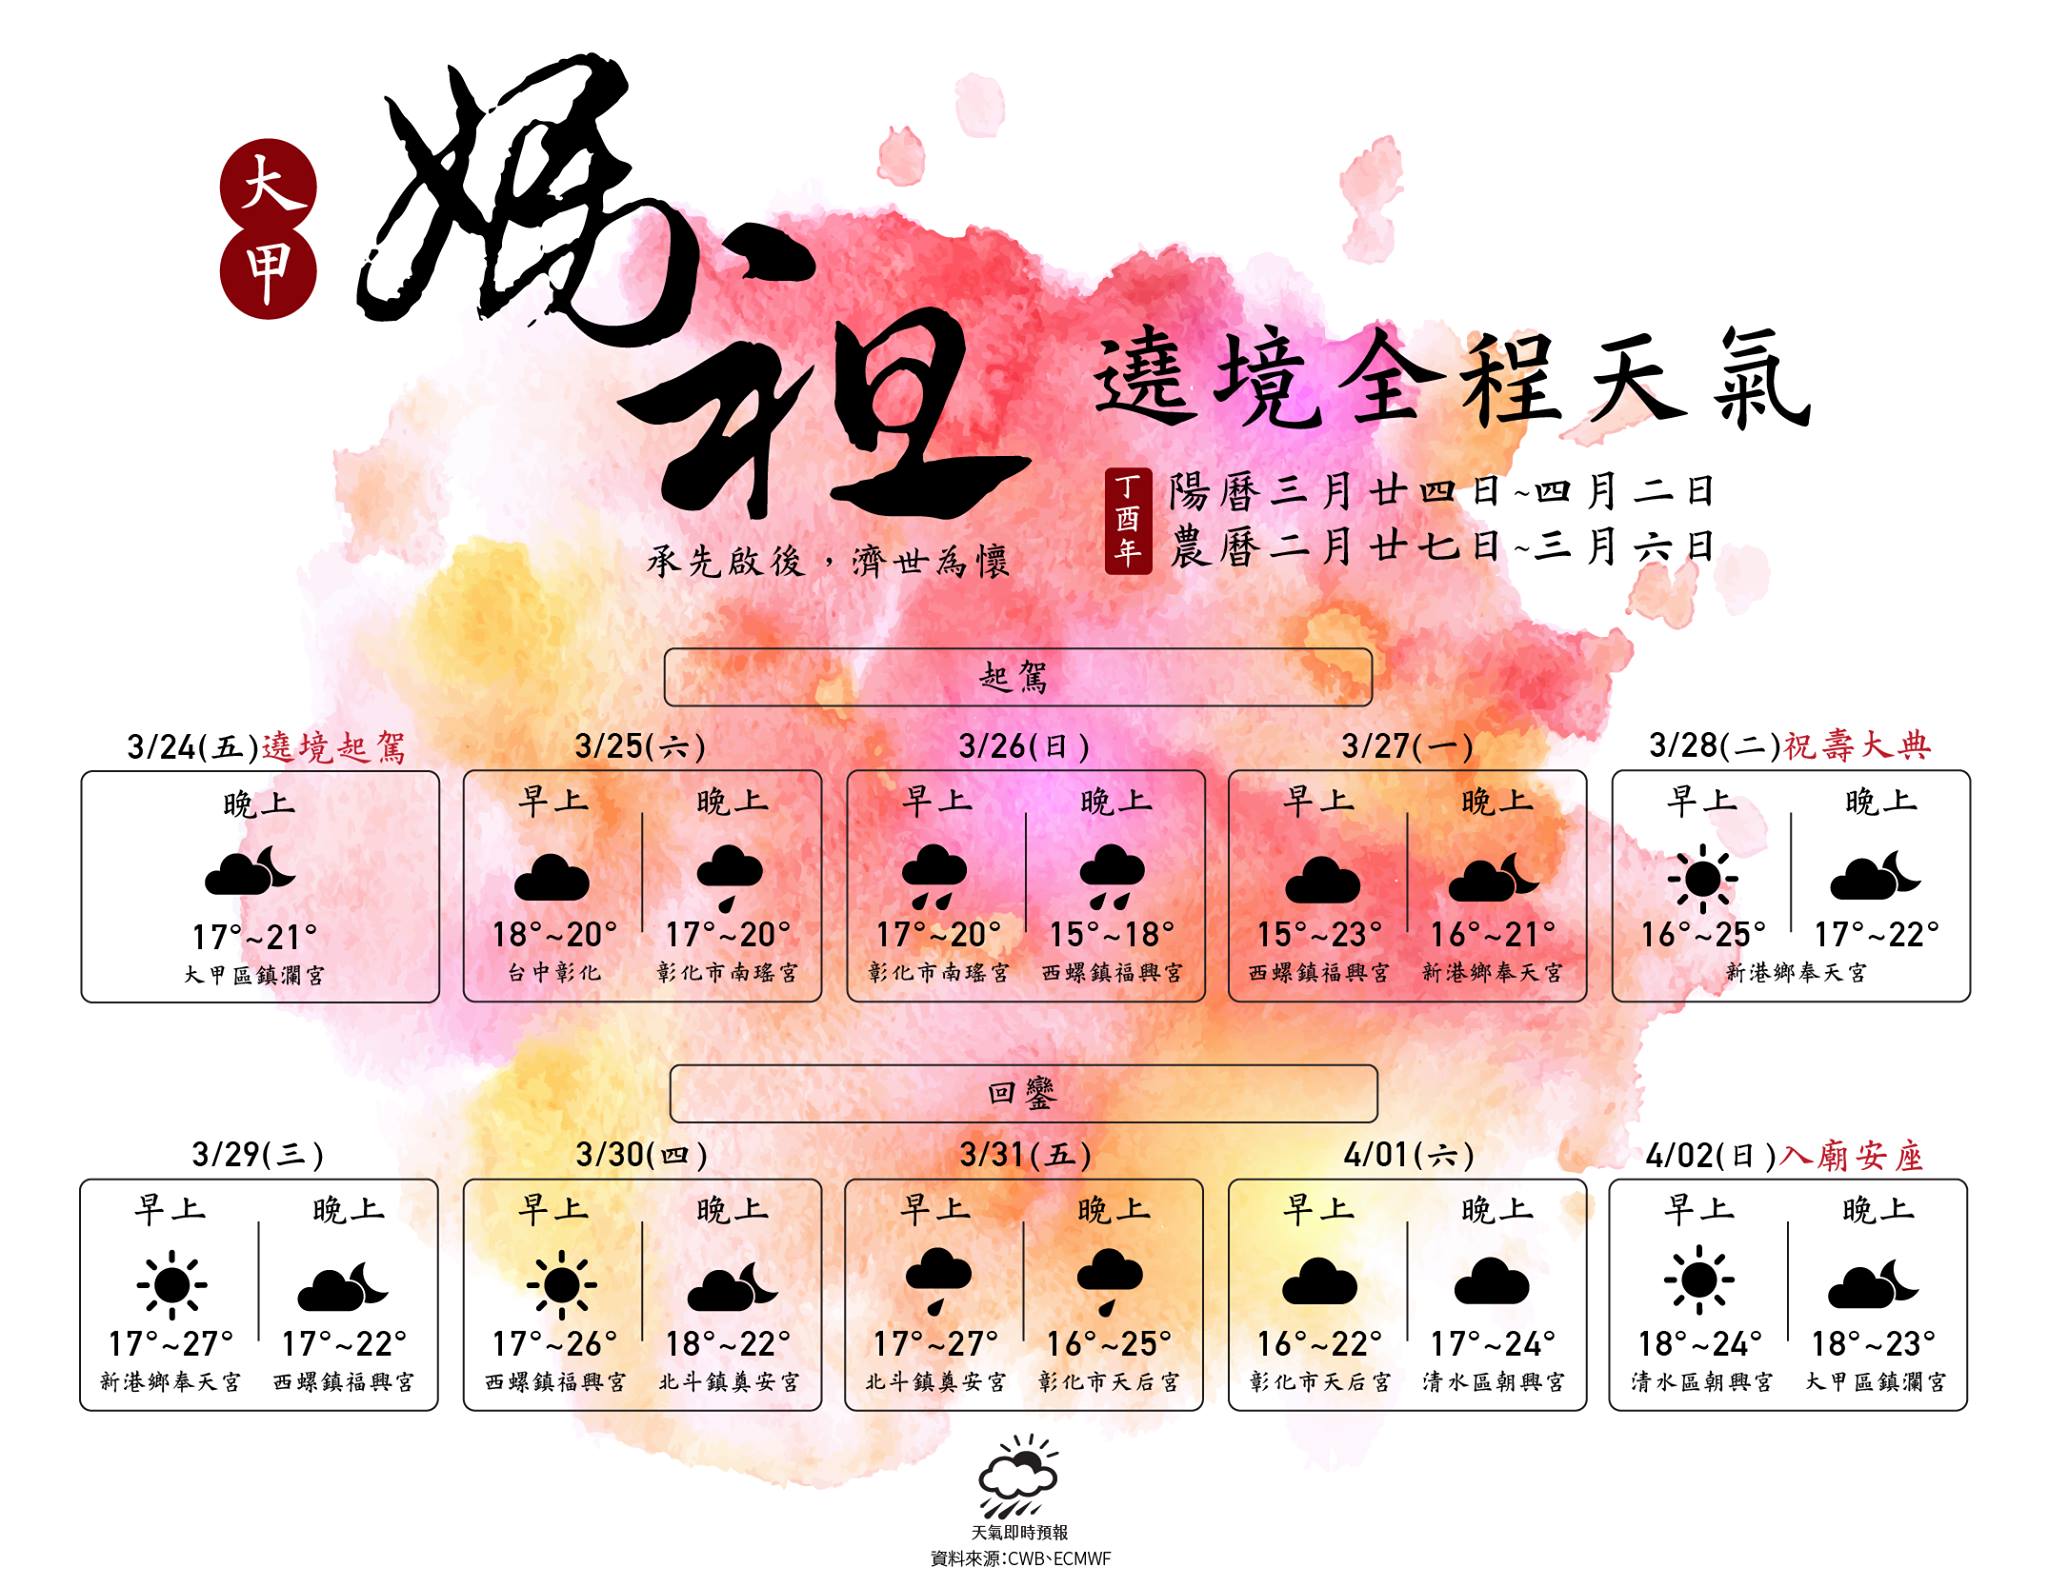 大甲
媽祖
遶境全程天氣
丁酉年
陽曆三月廿四日~四月二日
農曆二月廿七日~三月六日
承先啟後，濟世為懷
起駕
3/24(五)遶境起駕
晚上
17°~21°
大甲區鎮瀾宮
3/25(六)
早上 晚上
18°~20° 17°~20°
台中彰化 彰化市南瑤宮
3/26(日)
早上 晚上
17°~20° 15°~18°
彰化市南瑤宮 西螺鎮福興宮
3/27(一)
早上 晚上
15°~23° 16°~21°
西螺鎮福興宮 新港鄉奉天宮
3/28(二)祝壽大典
早上 晚上
16°~25° 17°~22°
新港鄉奉天宮
回鑾
3/29(三)
早上 晚上
17°~27° 17°~22°
新港鄉奉天宮 西螺鎮福興宮
3/30(四)
早上 晚上
17°~26° 18°~22°
西螺鎮福興宮 北斗鎮奠安宮
3/31(五)
早上 晚上
17°~27° 16°~25°
北斗鎮奠安宮 彰化市天后宮
4/01(六)
早上 晚上
16°~22° 17°~24°
彰化市天后宮 清水區朝興宮
4/02(日)入廟安座
早上 晚上
18°~24° 18°~23°
清水區朝興宮 大甲區鎮瀾宮
天氣即時預報
資料來源：CWB、ECMWF